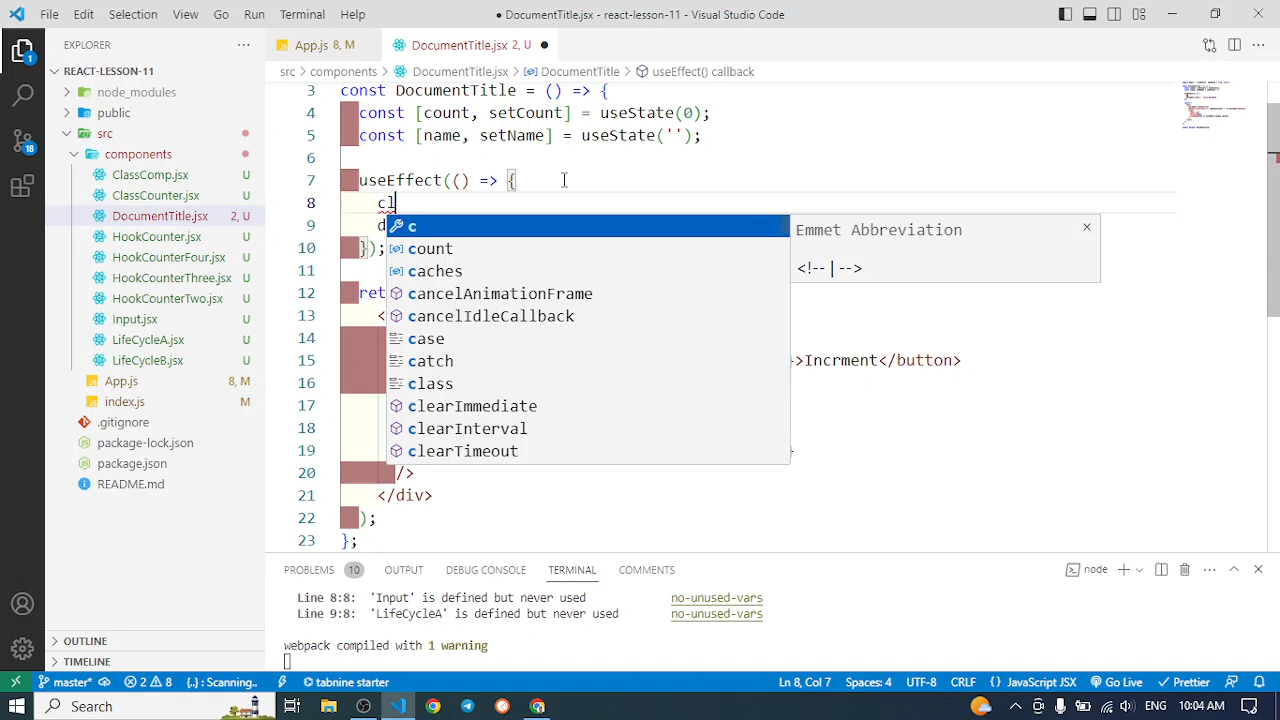 File Edit Selection View Go Run Terminal Help
● DocumentTitle.jsx - react-lesson-11 - Visual Studio Code
EXPLORER
REACT-LESSON-11
node_modules
public
src
components
ClassComp.jsx U
ClassCounter.jsx U
DocumentTitle.jsx 2, U
HookCounter.jsx U
HookCounterFour.jsx U
HookCounterThree.jsx U
HookCounterTwo.jsx U
Input.jsx U
LifeCycleA.jsx U
LifeCycleB.jsx U
App.js 8, M
index.js M
.gitignore
package-lock.json
package.json
README.md
OUTLINE
TIMELINE
1
18
App.js 8, M
DocumentTitle.jsx 2, U ●
src > components > DocumentTitle.jsx > DocumentTitle > useEffect() callback
3 const DocumentTitle = () => {
4 const [count, setCount] = useState(0);
5 const [name, setName] = useState('');
6
7 useEffect(() => {
8 cl
9 d
10 });
11
12 ret
13 <
14
15 >Incrment</button>
16
17
18
19
20 />
21 </div>
22 );
23 };
c
count
caches
cancelAnimationFrame
cancelIdleCallback
case
catch
class
clearImmediate
clearInterval
clearTimeout
Emmet Abbreviation
<!-- | -->
PROBLEMS 10 OUTPUT DEBUG CONSOLE TERMINAL COMMENTS
node
Line 8:8: 'Input' is defined but never used no-unused-vars
Line 9:8: 'LifeCycleA' is defined but never used no-unused-vars
webpack compiled with 1 warning
master* 2 8 {..} : Scanning.. tabnine starter
Ln 8, Col 7 Spaces: 4 UTF-8 CRLF {} JavaScript JSX Go Live Prettier
Search
ENG 10:04 AM